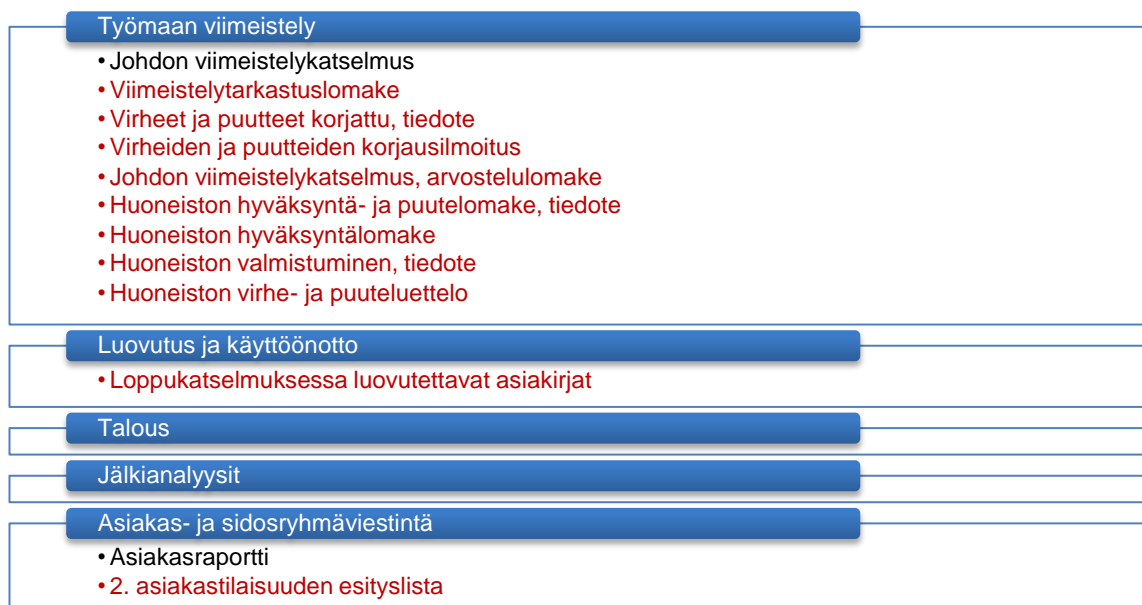 Työmaan viimeistely
• Johdon viimeistelykatselmus
• Viimeistelytarkastuslomake
• Virheet ja puutteet korjattu, tiedote
• Virheiden ja puutteiden korjausilmoitus
• Johdon viimeistelykatselmus, arvostelulomake
• Huoneiston hyväksyntä- ja puutelomake, tiedote
• Huoneiston hyväksyntälomake
• Huoneiston valmistuminen, tiedote
• Huoneiston virhe- ja puuteluettelo
Luovutus ja käyttöönotto
• Loppukatselmuksessa luovutettavat asiakirjat
Talous
Jälkianalyysit
Asiakas- ja sidosryhmäviestintä
• Asiakasraportti
• 2. asiakastilaisuuden esityslista